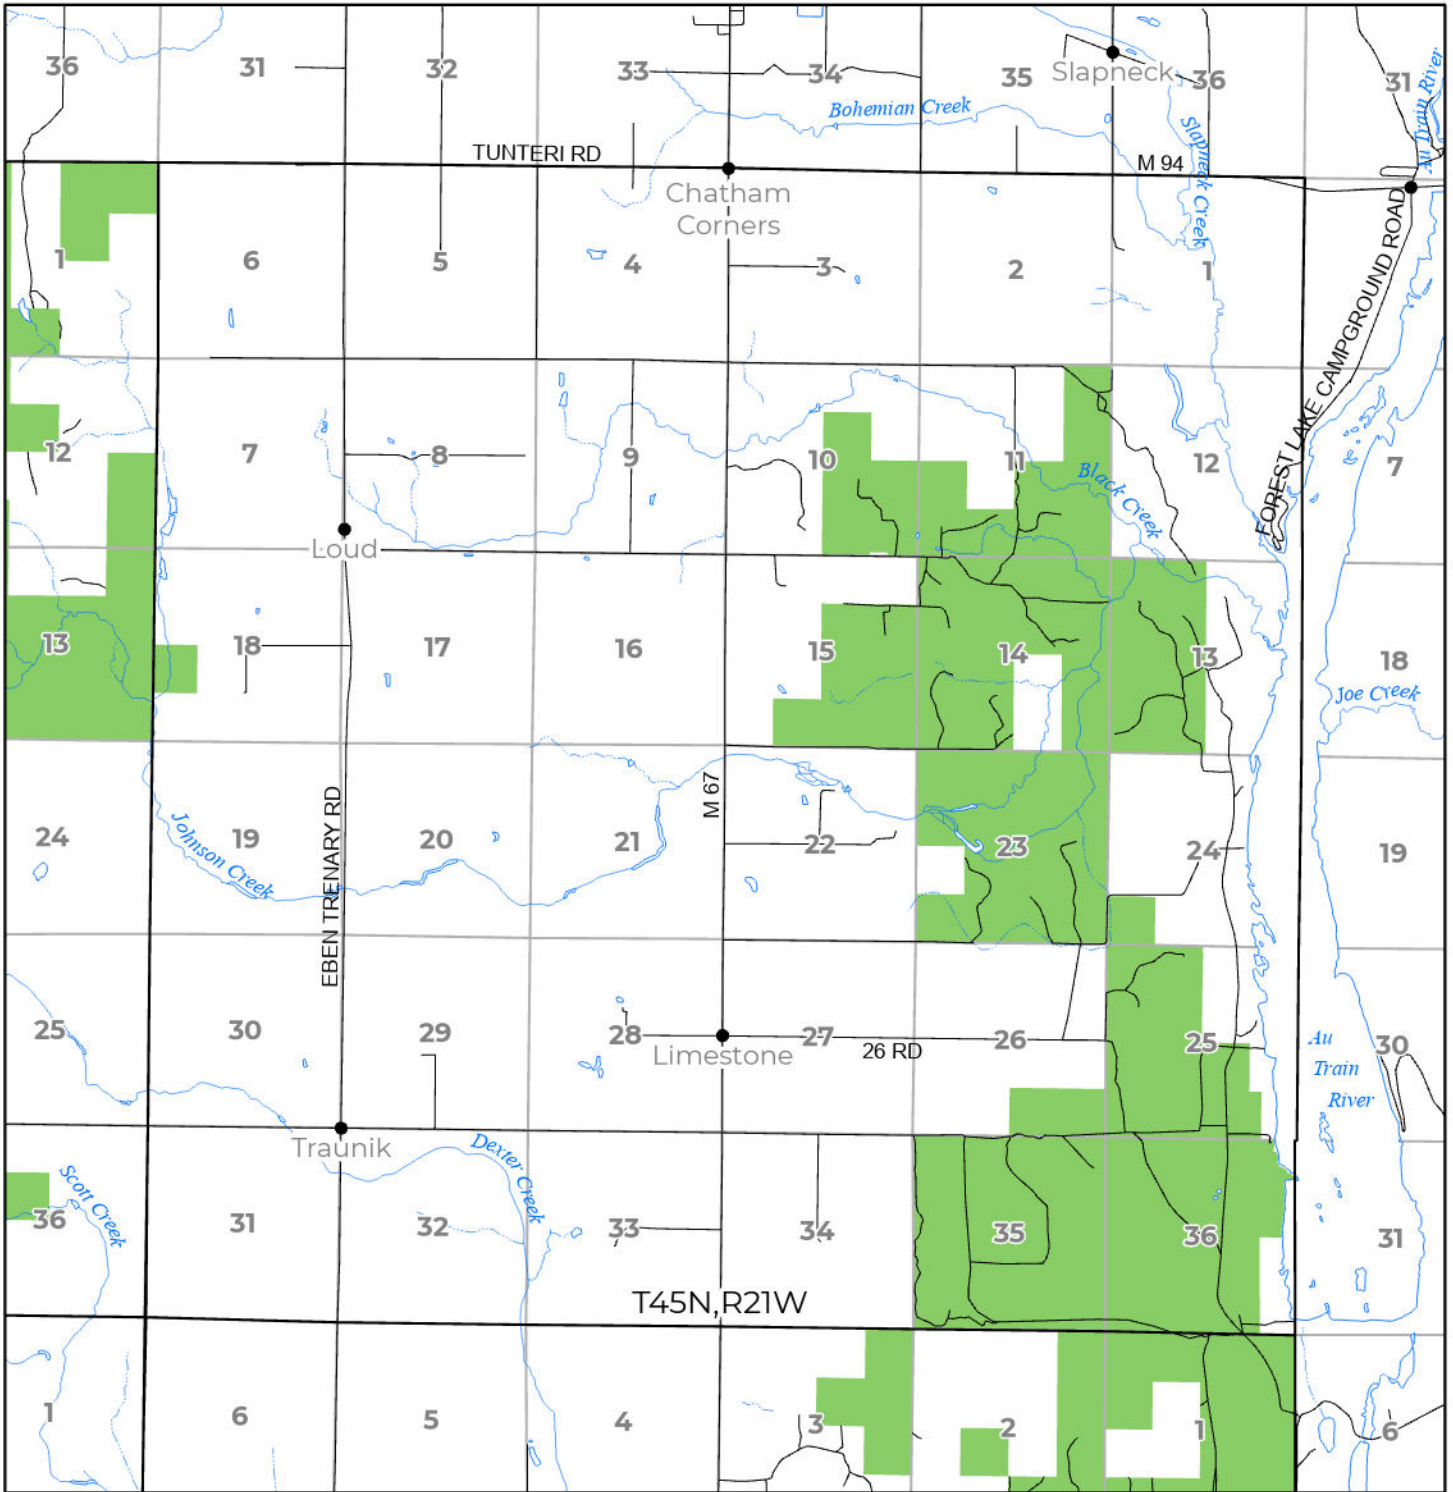 36 31 32 33 34 35 Slapneck 36 31
Au Train River
Bohemian Creek
Slapneck Creek
TUNTERI RD
M 94
Chatham
Corners
1 6 5 4 3 2 1
FOREST LAKE CAMPGROUND ROAD
12 7 8 9 10 11 12 7
Black Creek
Loud
13 18 17 16 15 14 13 18
Joe Creek
M 67
EBEN TRENARY RD
Johnson Creek
24 19 20 21 22 23 24 19
25 30 29 28 27 26 25 30
Limestone
26 RD
Au
Train
River
Traunik
Dexter Creek
Scott Creek
36 31 32 33 34 35 36 31
T45N,R21W
1 6 5 4 3 2 1 6